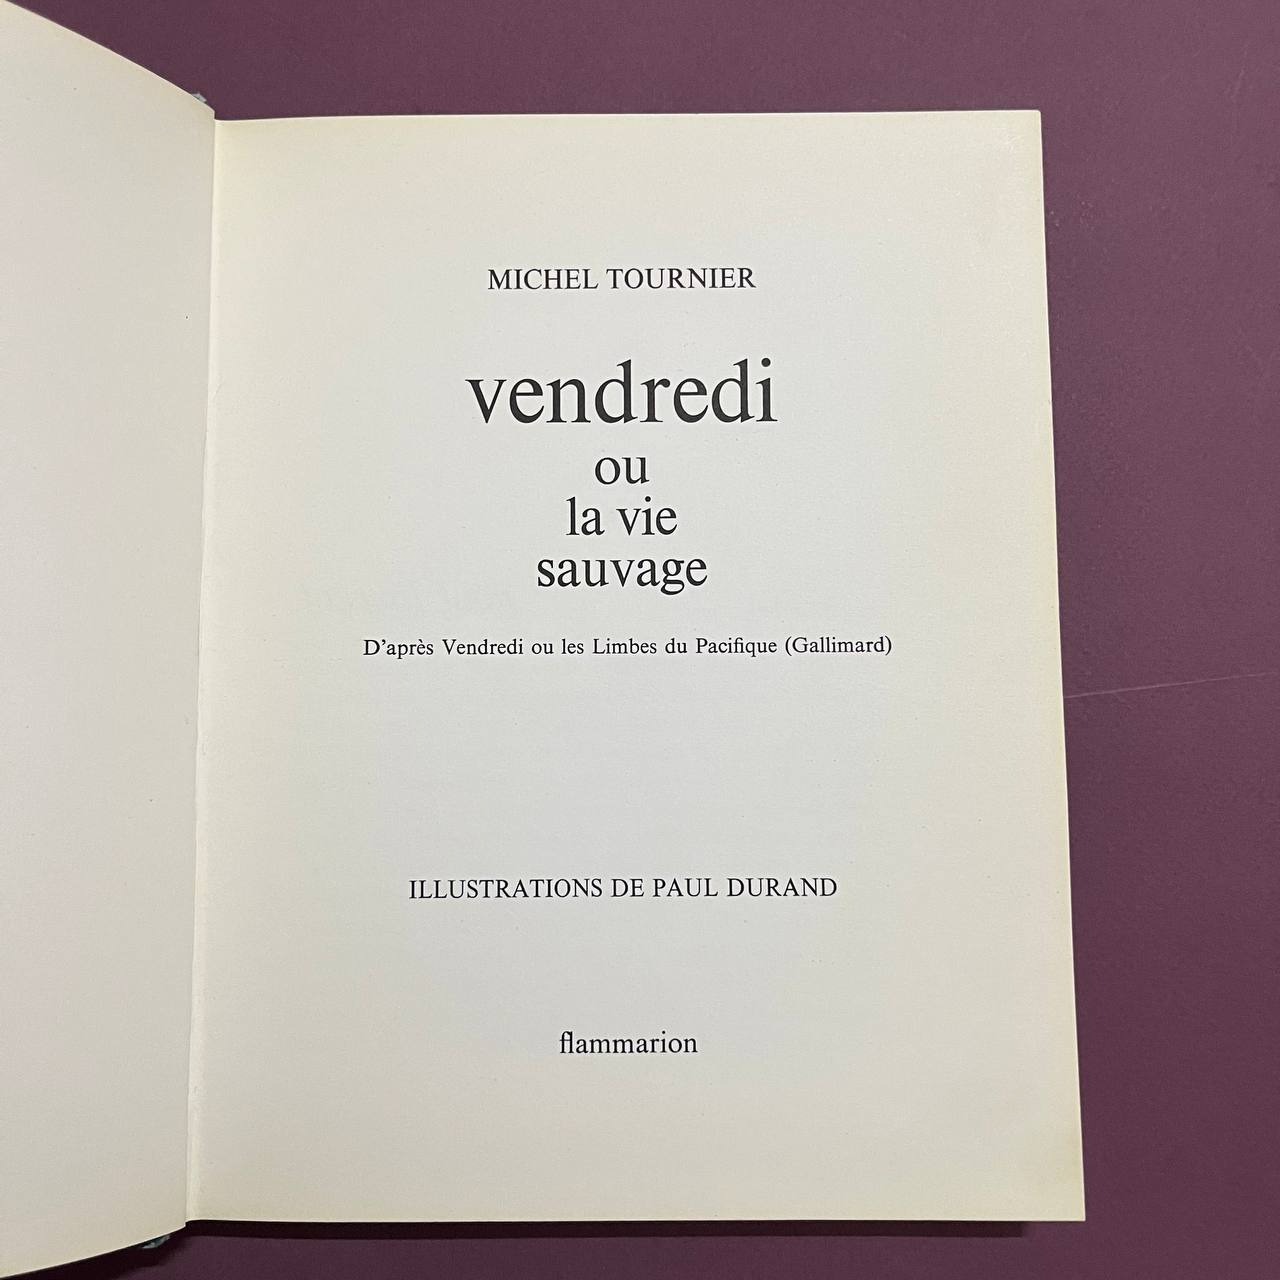 MICHEL TOURNIER
vendredi
ou
la vie
sauvage
D'après Vendredi ou les Limbes du Pacifique (Gallimard)
ILLUSTRATIONS DE PAUL DURAND
flammarion